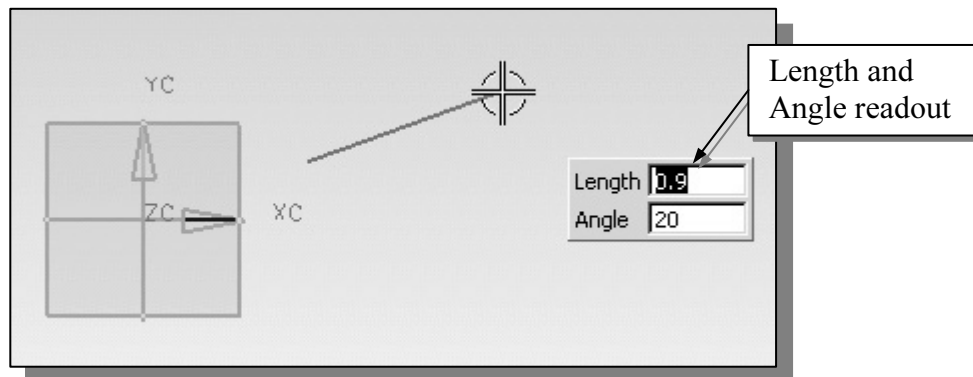 YC
ZC
XC
Length 0.9
Angle 20
Length and
Angle readout